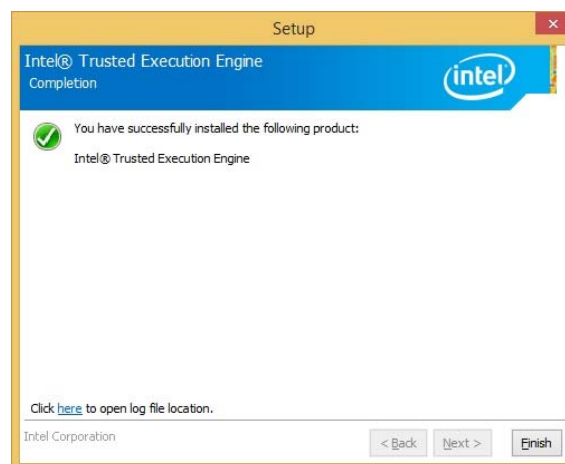 Setup
Intel® Trusted Execution Engine
Completion
intel
You have successfully installed the following product:
Intel® Trusted Execution Engine
Click here to open log file location.
Intel Corporation
< Back Next > Finish